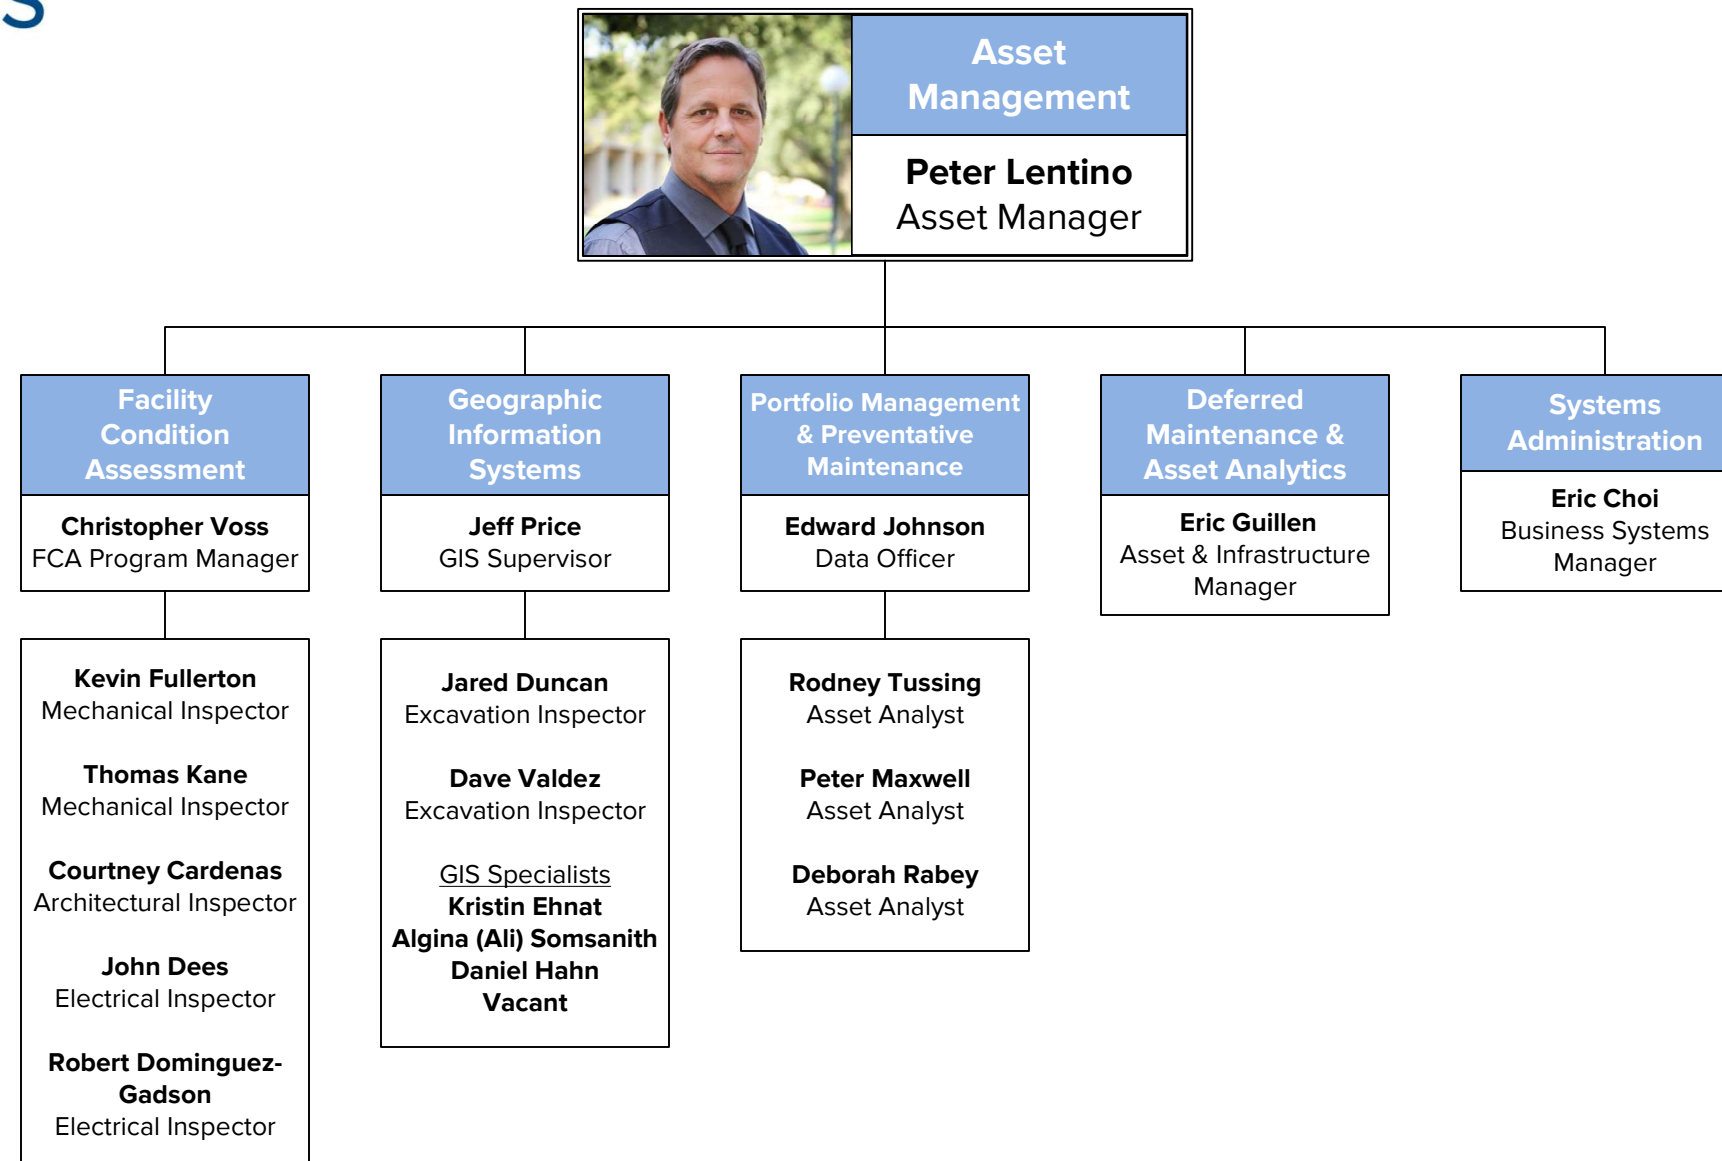 S
Asset
Management
Peter Lentino
Asset Manager
Facility
Condition
Assessment
Christopher Voss
FCA Program Manager
Kevin Fullerton
Mechanical Inspector
Thomas Kane
Mechanical Inspector
Courtney Cardenas
Architectural Inspector
John Dees
Electrical Inspector
Robert Dominguez-
Gadson
Electrical Inspector
Geographic
Information
Systems
Jeff Price
GIS Supervisor
Jared Duncan
Excavation Inspector
Dave Valdez
Excavation Inspector
GIS Specialists
Kristin Ehnat
Algina (Ali) Somsanith
Daniel Hahn
Vacant
Portfolio Management
& Preventative
Maintenance
Edward Johnson
Data Officer
Rodney Tussing
Asset Analyst
Peter Maxwell
Asset Analyst
Deborah Rabey
Asset Analyst
Deferred
Maintenance &
Asset Analytics
Eric Guillen
Asset & Infrastructure
Manager
Systems
Administration
Eric Choi
Business Systems
Manager